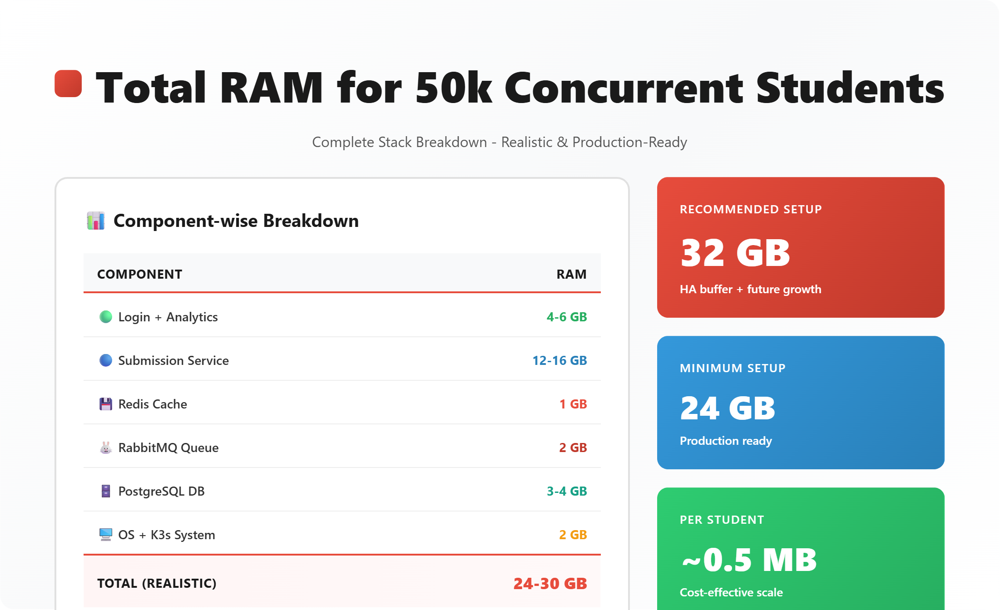 Total RAM for 50k Concurrent Students
Complete Stack Breakdown - Realistic & Production-Ready
Component-wise Breakdown
COMPONENT RAM
Login + Analytics 4-6 GB
Submission Service 12-16 GB
Redis Cache 1 GB
RabbitMQ Queue 2 GB
PostgreSQL DB 3-4 GB
OS + K3s System 2 GB
TOTAL (REALISTIC) 24-30 GB
RECOMMENDED SETUP
32 GB
HA buffer + future growth
MINIMUM SETUP
24 GB
Production ready
PER STUDENT
~0.5 MB
Cost-effective scale